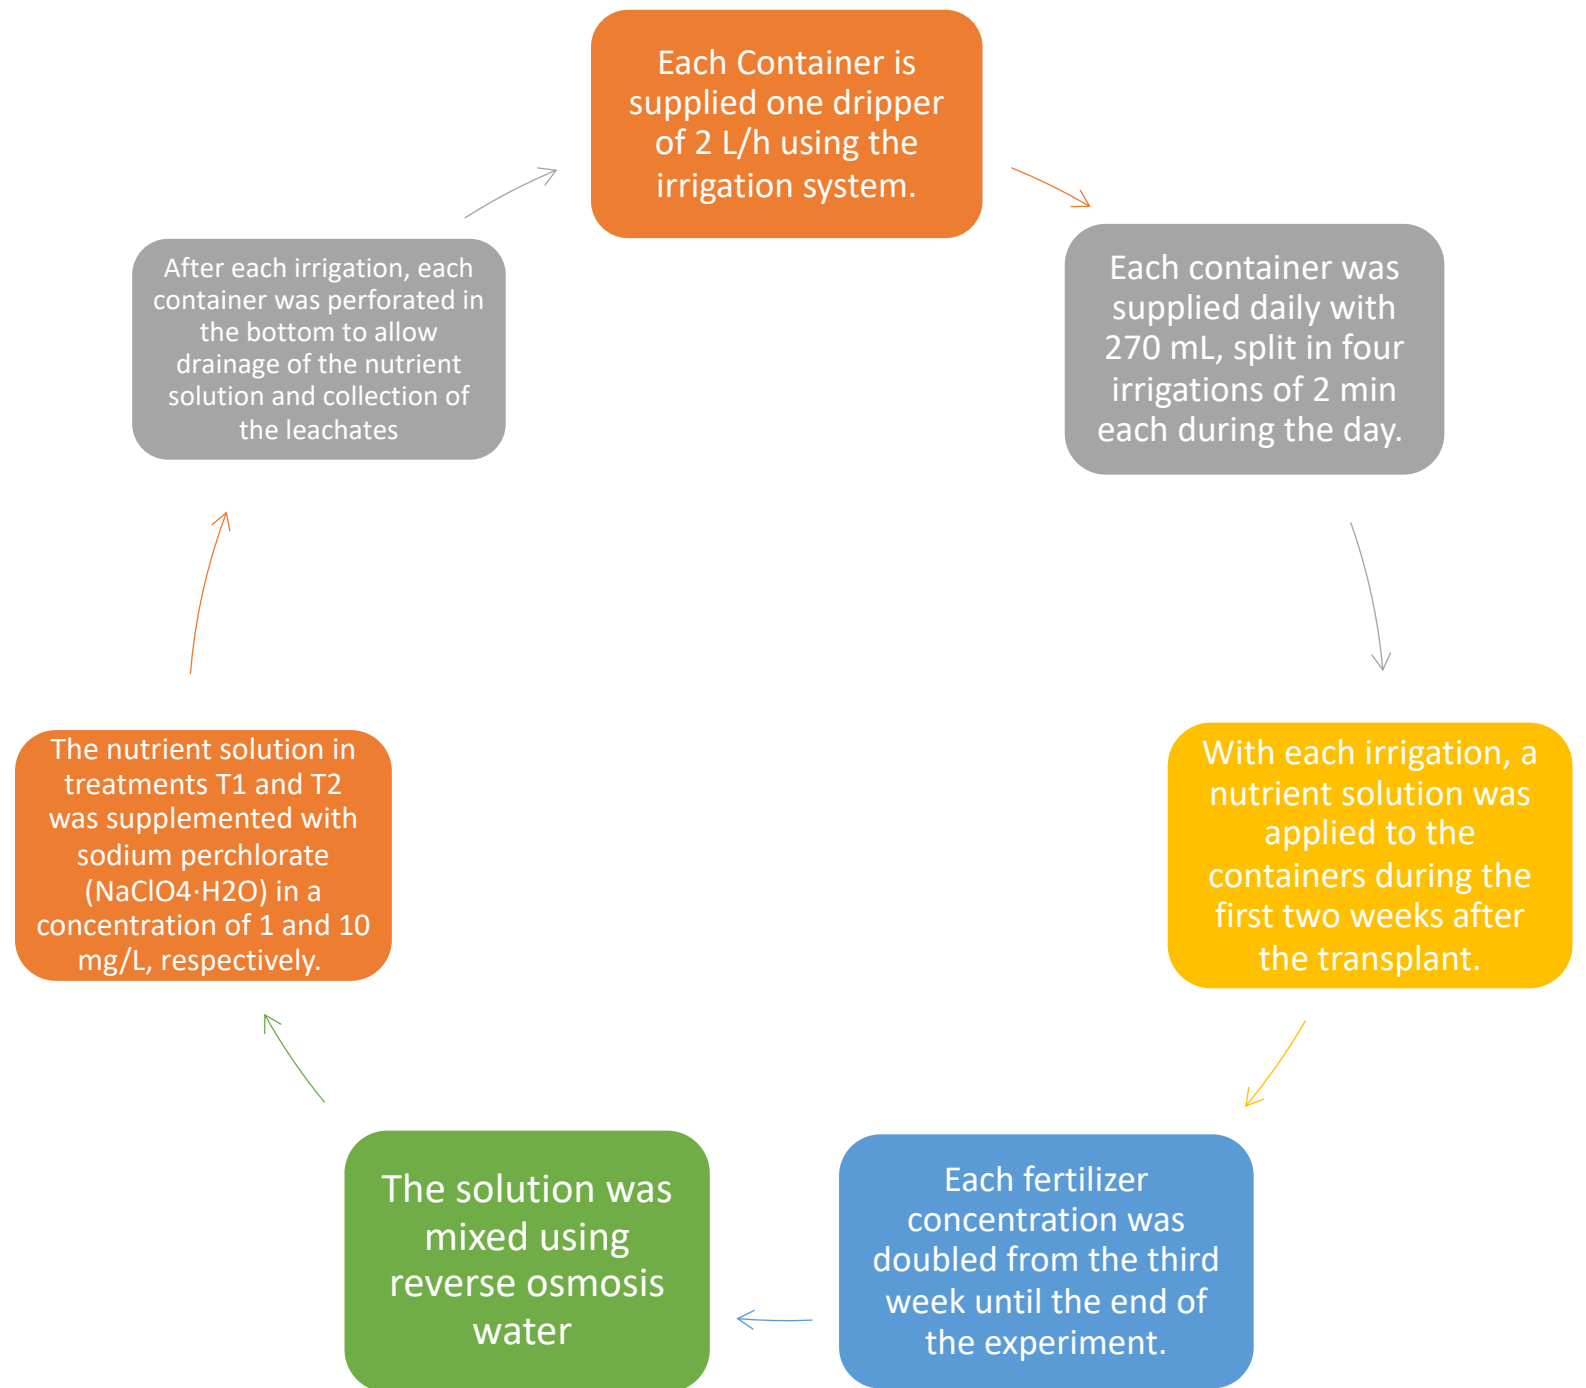 Each Container is
supplied one dripper
of 2 L/h using the
irrigation system.
Each container was
supplied daily with
270 mL, split in four
irrigations of 2 min
each during the day.
With each irrigation, a
nutrient solution was
applied to the
containers during the
first two weeks after
the transplant.
Each fertilizer
concentration was
doubled from the third
week until the end of
the experiment.
The solution was
mixed using
reverse osmosis
water
The nutrient solution in
treatments T1 and T2
was supplemented with
sodium perchlorate
(NaClO4·H2O) in a
concentration of 1 and 10
mg/L, respectively.
After each irrigation, each
container was perforated in
the bottom to allow
drainage of the nutrient
solution and collection of
the leachates